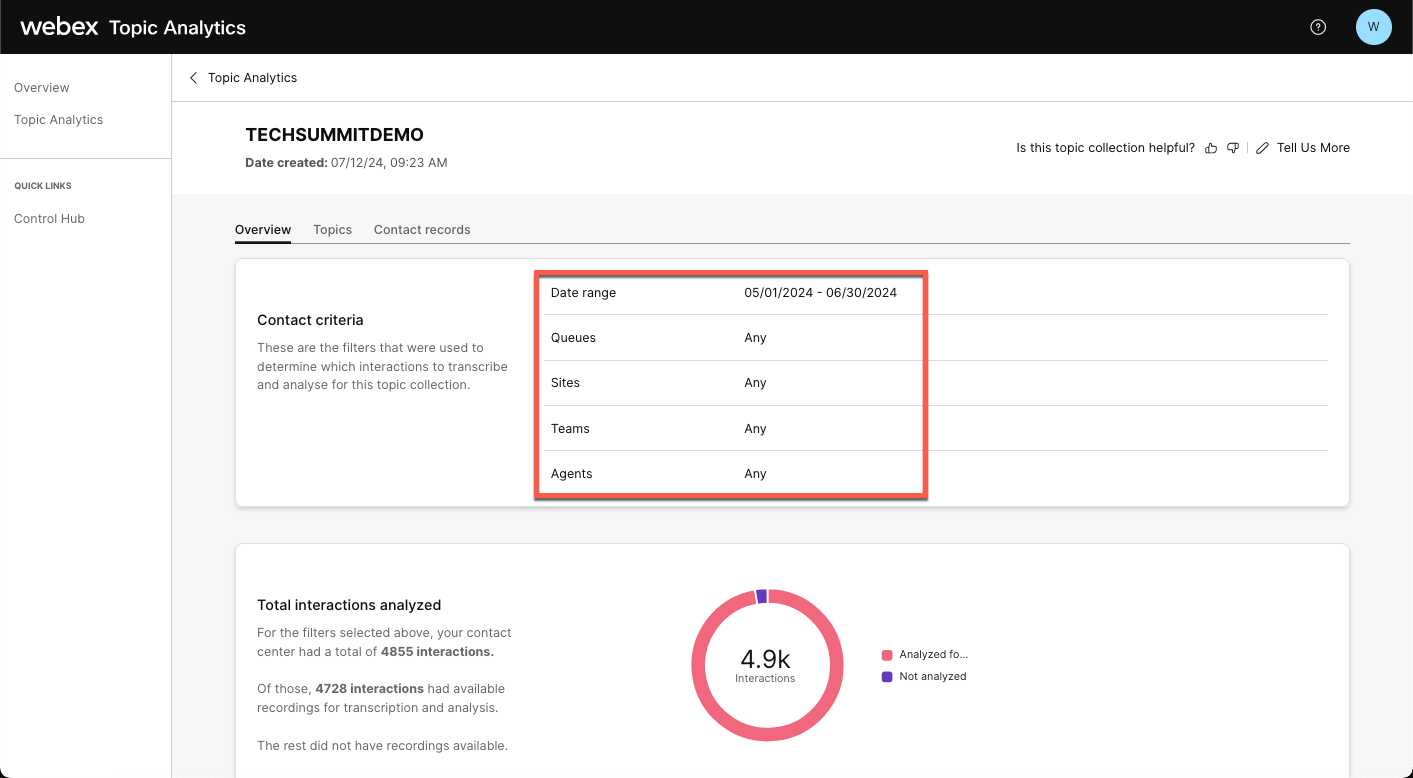 webex Topic Analytics
W
Overview
Topic Analytics
QUICK LINKS
Control Hub
Topic Analytics
TECHSUMMITDEMO
Date created: 07/12/24, 09:23 AM
Is this topic collection helpful?
Tell Us More
Overview Topics Contact records
Contact criteria
These are the filters that were used to
determine which interactions to transcribe
and analyse for this topic collection.
Date range 05/01/2024 - 06/30/2024
Queues Any
Sites Any
Teams Any
Agents Any
Total interactions analyzed
For the filters selected above, your contact
center had a total of 4855 interactions.
Of those, 4728 interactions had available
recordings for transcription and analysis.
The rest did not have recordings available.
4.9k
Interactions
Analyzed fo...
Not analyzed